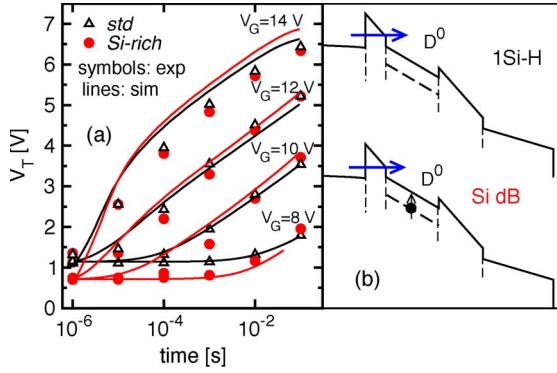 std
Si-rich
symbols: exp
lines: sim
(a)
V_G=14 V
V_G=12 V
V_G=10 V
V_G=8 V
V_T [V]
7
6
5
4
3
2
1
0
10^-6
10^-4
10^-2
time [s]
D^0
1Si-H
D^0
Si dB
(b)